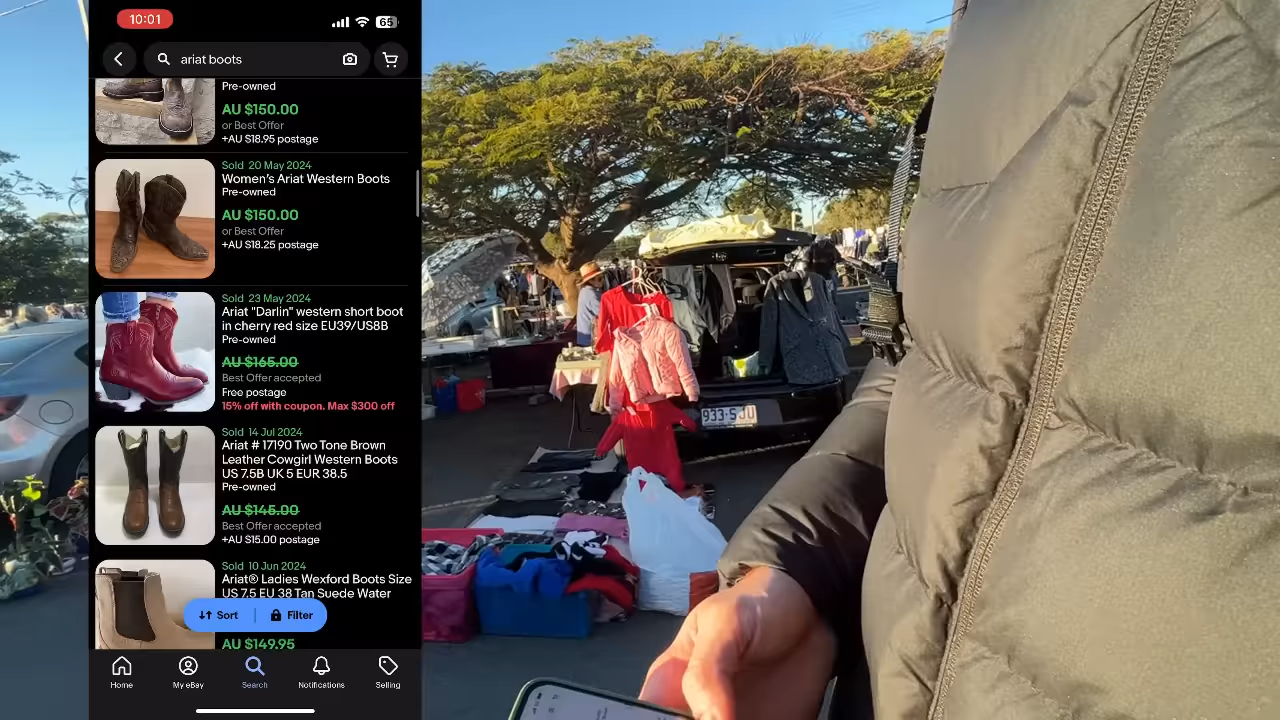 10:01
65
ariat boots
Pre-owned
AU $150.00
or Best Offer
+AU $18.95 postage
Sold 20 May 2024
Women's Ariat Western Boots
Pre-owned
AU $150.00
or Best Offer
+AU $18.25 postage
Sold 23 May 2024
Ariat "Darlin" western short boot
in cherry red size EU39/US8B
Pre-owned
AU $165.00
Best Offer accepted
Free postage
15% off with coupon. Max $300 off
Sold 14 Jul 2024
Ariat # 17190 Two Tone Brown
Leather Cowgirl Western Boots
US 7.5B UK 5 EUR 38.5
Pre-owned
AU $145.00
Best Offer accepted
+AU $15.00 postage
Sold 10 Jun 2024
Ariat® Ladies Wexford Boots Size
US 7.5 EU 38 Tan Suede Water
Sort
Filter
AU $149.95
Home
My eBay
Search
Notifications
Selling